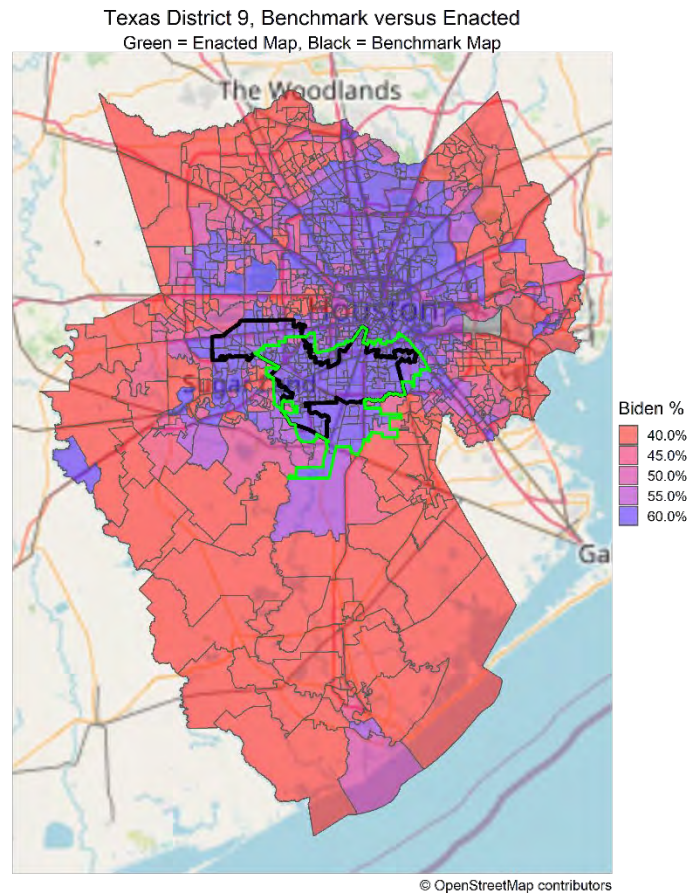 Texas District 9, Benchmark versus Enacted
Green = Enacted Map, Black = Benchmark Map
The Woodlands
Houston
Sugar Land
Ga
Biden %
40.0%
45.0%
50.0%
55.0%
60.0%
© OpenStreetMap contributors